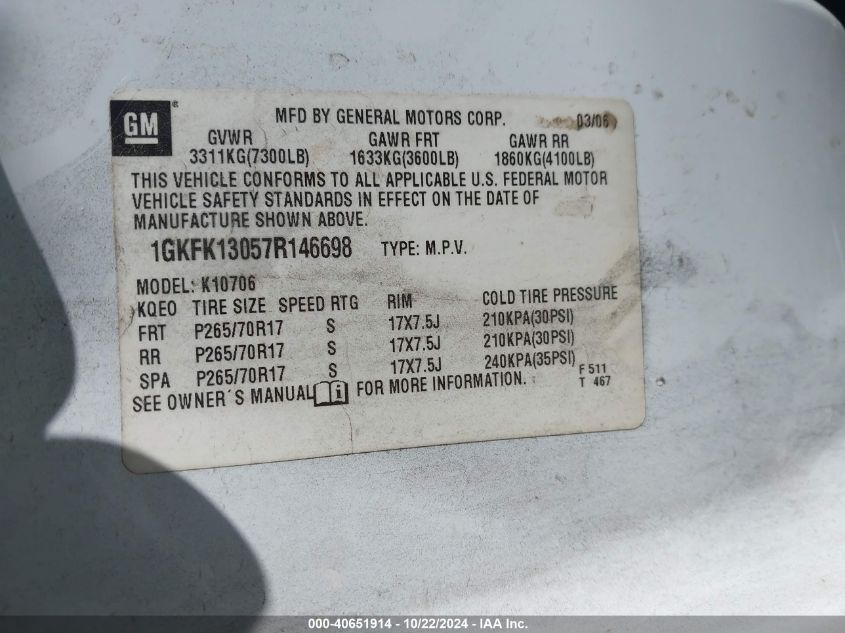 GM ® MFD BY GENERAL MOTORS CORP. 03/06
GVWR GAWR FRT GAWR RR
3311KG(7300LB) 1633KG(3600LB) 1860KG(4100LB)
THIS VEHICLE CONFORMS TO ALL APPLICABLE U.S. FEDERAL MOTOR
VEHICLE SAFETY STANDARDS IN EFFECT ON THE DATE OF
MANUFACTURE SHOWN ABOVE.
1GKFK13057R146698 TYPE: M.P.V.
MODEL: K10706
KQEO TIRE SIZE SPEED RTG RIM COLD TIRE PRESSURE
FRT P265/70R17 S 17X7.5J 210KPA(30PSI)
RR P265/70R17 S 17X7.5J 210KPA(30PSI)
SPA P265/70R17 S 17X7.5J 240KPA(35PSI) F 511
SEE OWNER´S MANUAL i FOR MORE INFORMATION. T 467
000-40651914 - 10/22/2024 - IAA Inc.